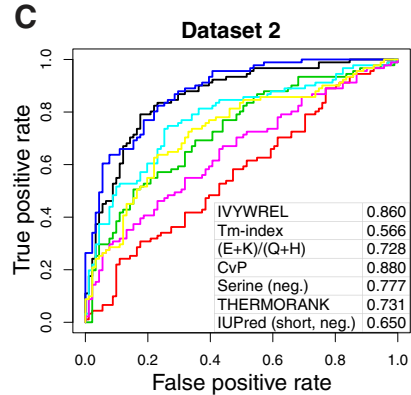 C
Dataset 2
True positive rate
1.0
0.8
0.6
0.4
0.2
0.0
IVYWREL 0.860
Tm-index 0.566
(E+K)/(Q+H) 0.728
CvP 0.880
Serine (neg.) 0.777
THERMORANK 0.731
IUPred (short, neg.) 0.650
0.0 0.2 0.4 0.6 0.8 1.0
False positive rate